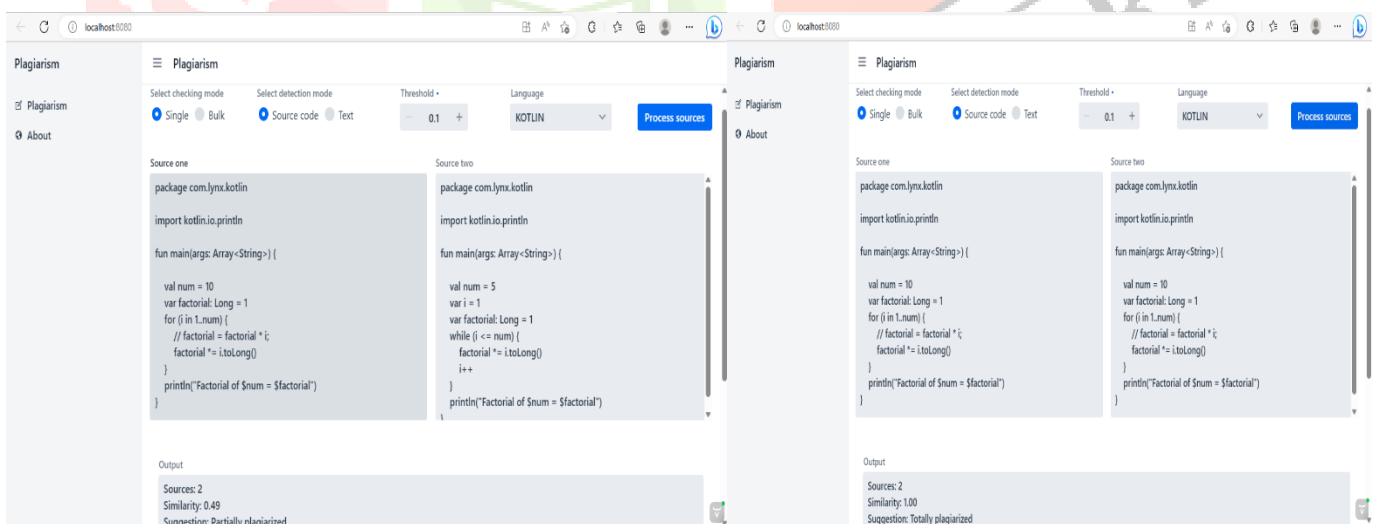 localhost:8080
Plagiarism
Plagiarism
About
Plagiarism
Select checking mode
Select detection mode
Threshold •
Language
Single
Bulk
Source code
Text
− 0.1 +
KOTLIN
Process sources
Source one
package com.lynx.kotlin
import kotlin.io.println
fun main(args: Array<String>) {
val num = 10
var factorial: Long = 1
for (i in 1..num) {
// factorial = factorial * i;
factorial *= i.toLong()
}
println("Factorial of $num = $factorial")
}
Source two
package com.lynx.kotlin
import kotlin.io.println
fun main(args: Array<String>) {
val num = 5
var i = 1
var factorial: Long = 1
while (i <= num) {
factorial *= i.toLong()
i++
}
println("Factorial of $num = $factorial")
}
Output
Sources: 2
Similarity: 0.49
Suggestion: Partially plagiarized
localhost:8080
Plagiarism
Plagiarism
About
Plagiarism
Select checking mode
Select detection mode
Threshold •
Language
Single
Bulk
Source code
Text
− 0.1 +
KOTLIN
Process sources
Source one
package com.lynx.kotlin
import kotlin.io.println
fun main(args: Array<String>) {
val num = 10
var factorial: Long = 1
for (i in 1..num) {
// factorial = factorial * i;
factorial *= i.toLong()
}
println("Factorial of $num = $factorial")
}
Source two
package com.lynx.kotlin
import kotlin.io.println
fun main(args: Array<String>) {
val num = 10
var factorial: Long = 1
for (i in 1..num) {
// factorial = factorial * i;
factorial *= i.toLong()
}
println("Factorial of $num = $factorial")
}
Output
Sources: 2
Similarity: 1.00
Suggestion: Totally plagiarized